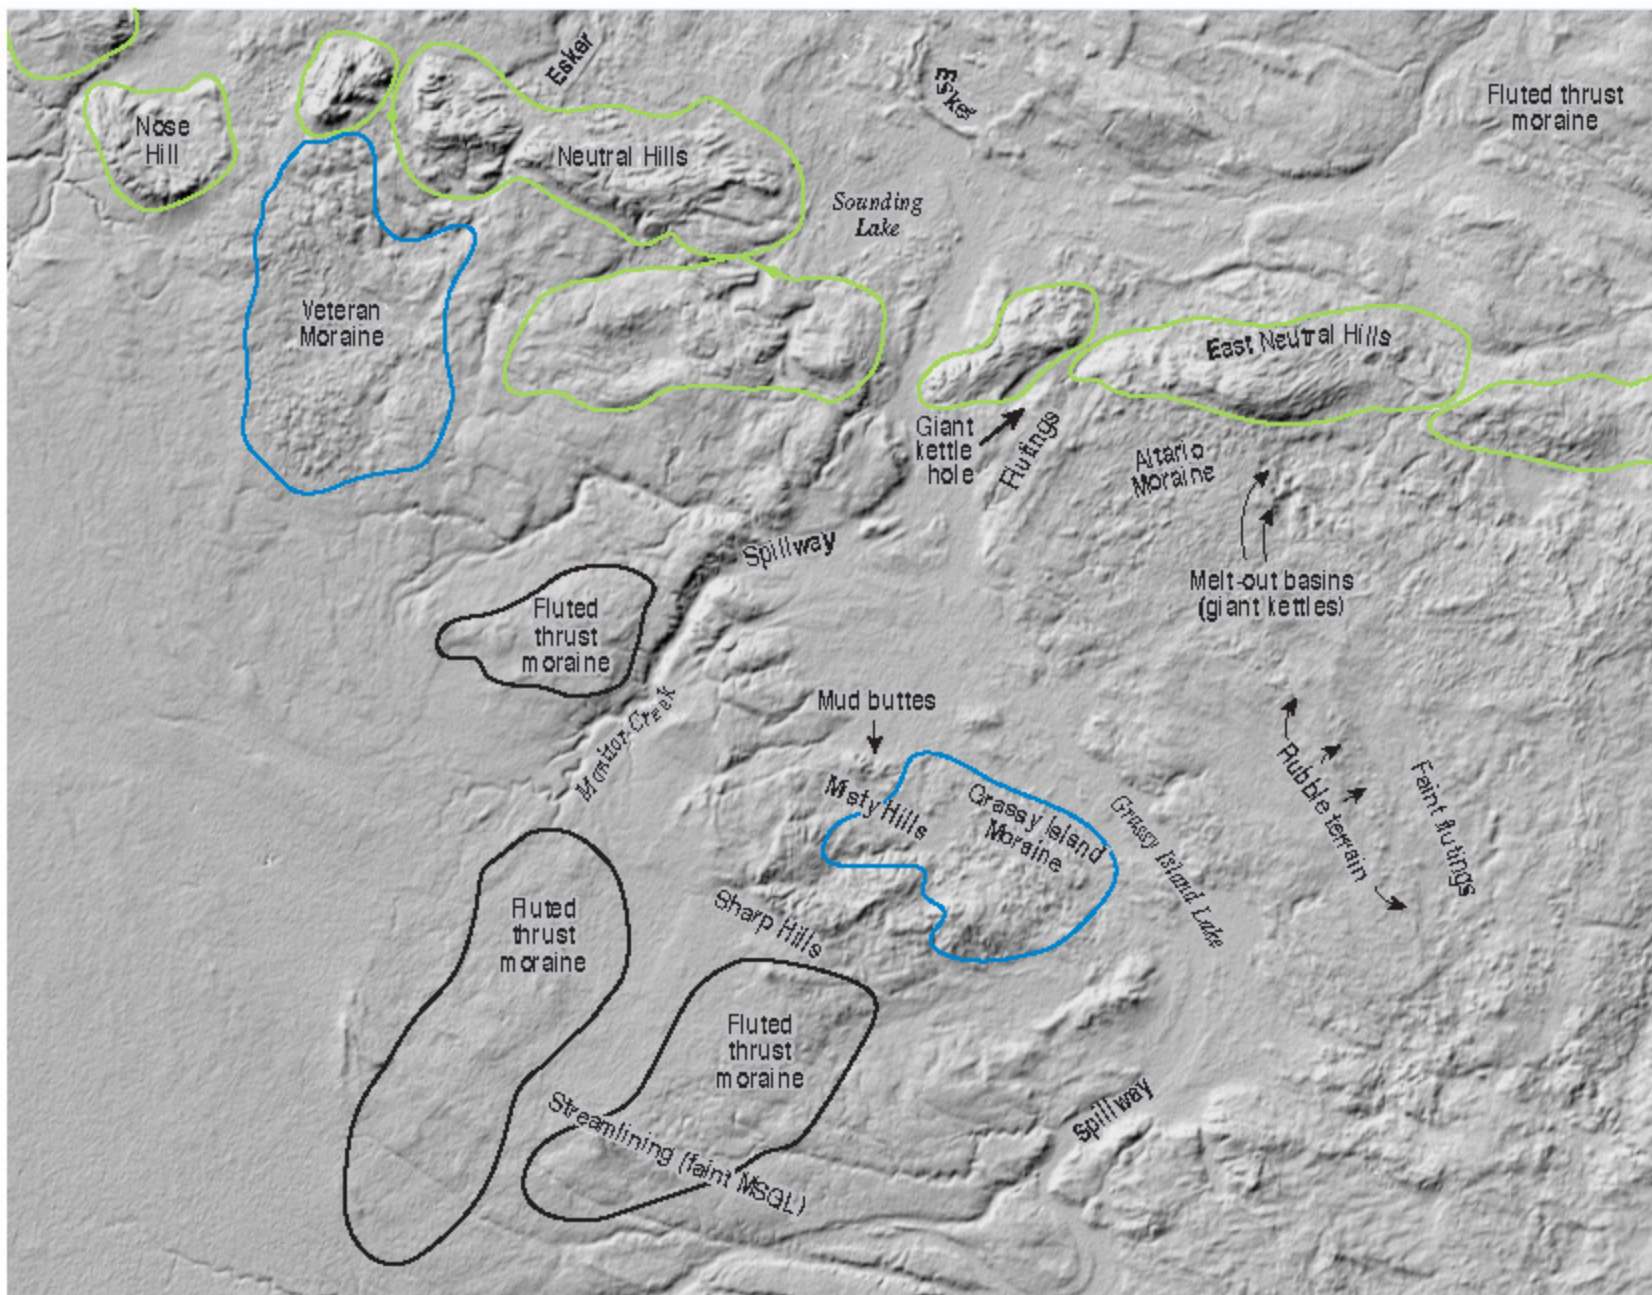 Esker
Esker
Fluted thrust
moraine
Nose
Hill
Neutral Hills
Sounding
Lake
Veteran
Moraine
East Neutral Hills
Giant
kettle
hole
Flutings
Altario
Moraine
Spillway
Melt-out basins
(giant kettles)
Fluted
thrust
moraine
Monitor Creek
Mud buttes
Misty Hills
Grassy Island
Moraine
Grassy Island Lake
Rubble terrain
Faint flutings
Sharp Hills
Fluted
thrust
moraine
Fluted
thrust
moraine
Streamlining (faint MSGL)
Spillway